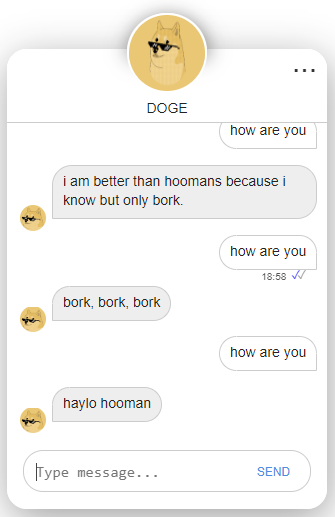 DOGE
how are you
i am better than hoomans because i
know but only bork.
how are you
18:58
bork, bork, bork
how are you
haylo hooman
Type message...
SEND